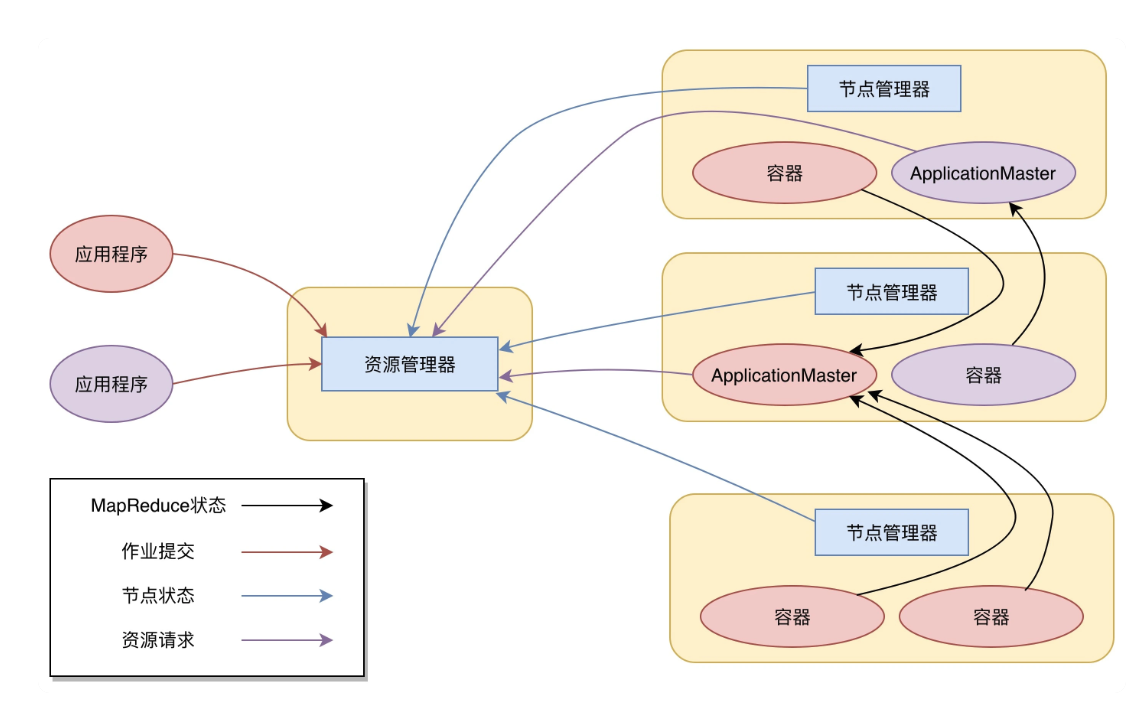 节点管理器
容器
ApplicationMaster
应用程序
节点管理器
资源管理器
应用程序
ApplicationMaster
容器
MapReduce状态
作业提交
节点状态
资源请求
节点管理器
容器
容器